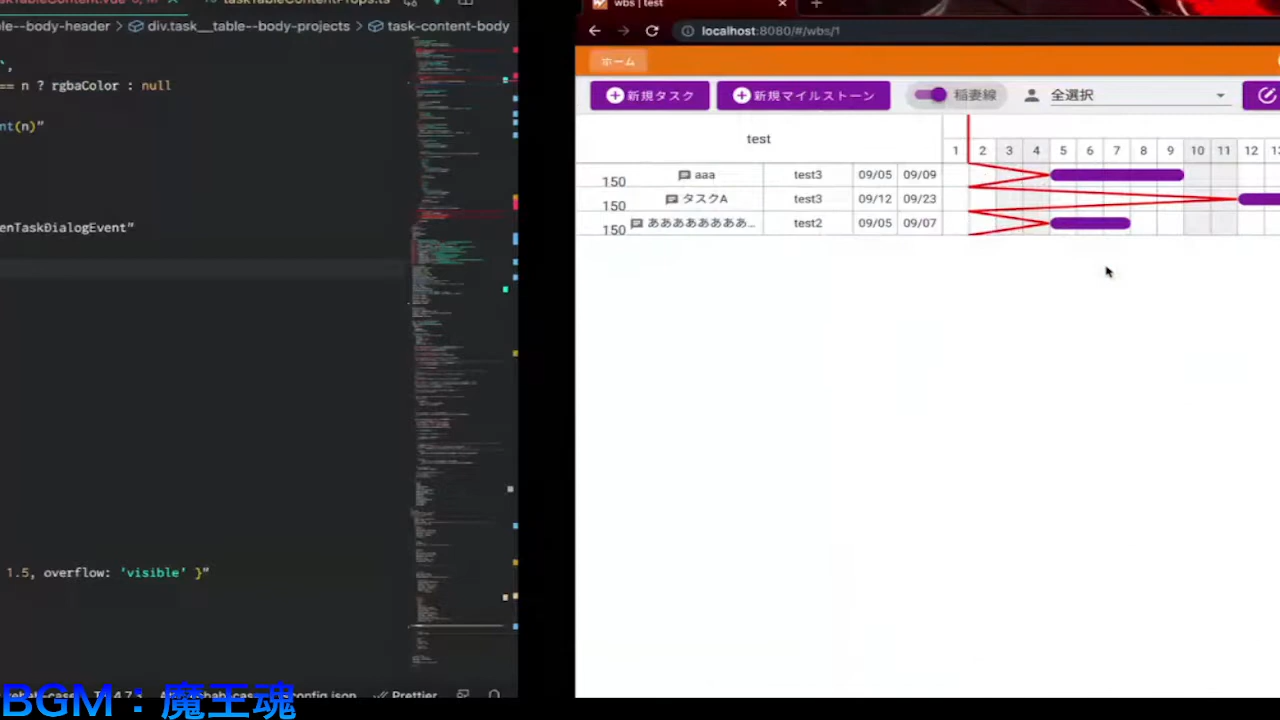 taskTableContentProps.ts
wbs | test
le--body-header > div.task__table--body-projects > task-content-body
localhost:8080/#/wbs/1
ホーム
== n ? rgbaColor : null
新規タスク 新規マイルストーン 稲妻線 全選択
nt(n)"
test
1 2 3 4 5 6 7 8 9 10 11 12
150 aaa test3 09/05 09/09
150 タスクA test3 09/12 09/23
150 ああああああああ… test2 09/05 09/07
enTaskDialogEvent"
1.5, overflow: 'visible' }"
config.json Prettier
BGM：魔王魂